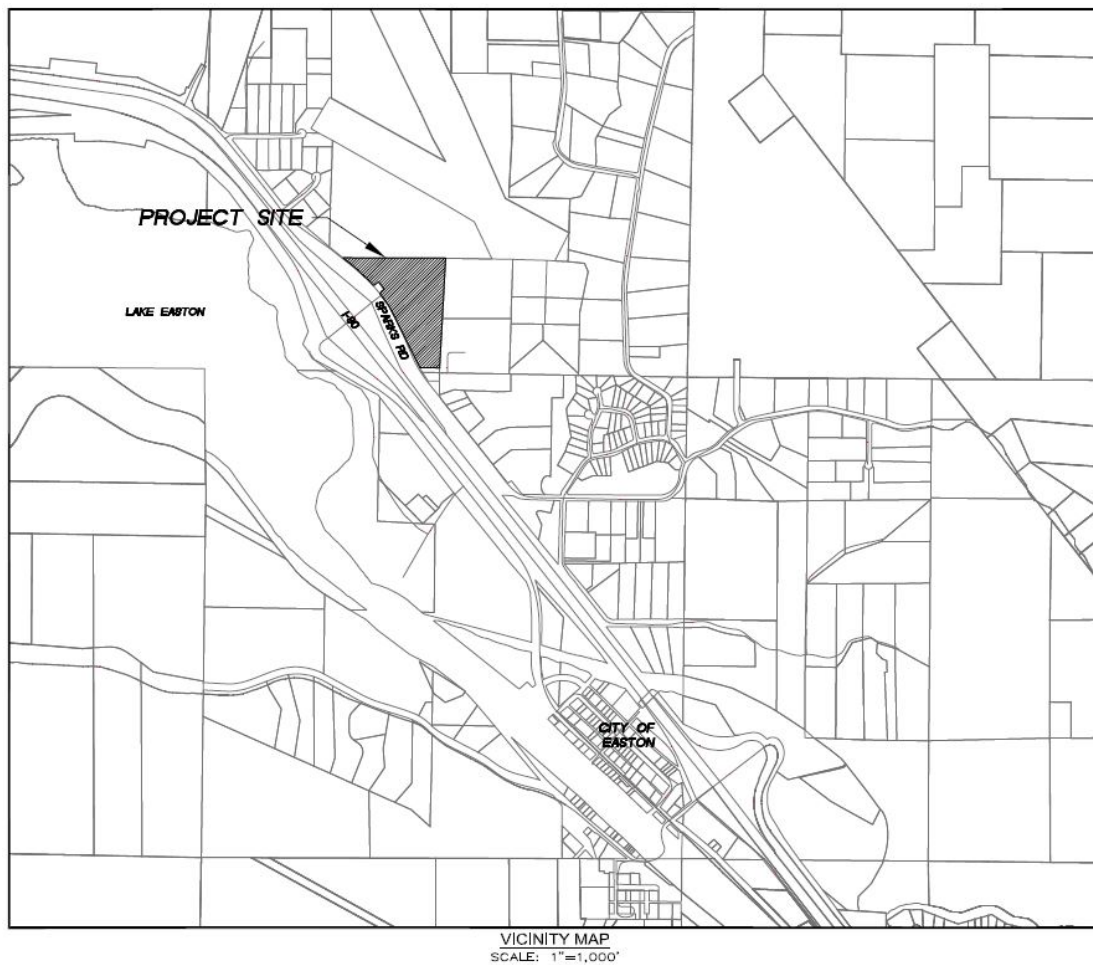 PROJECT SITE
LAKE EASTON
I-90
SPARKS RD
CITY OF
EASTON
VICINITY MAP
SCALE: 1"=1,000'